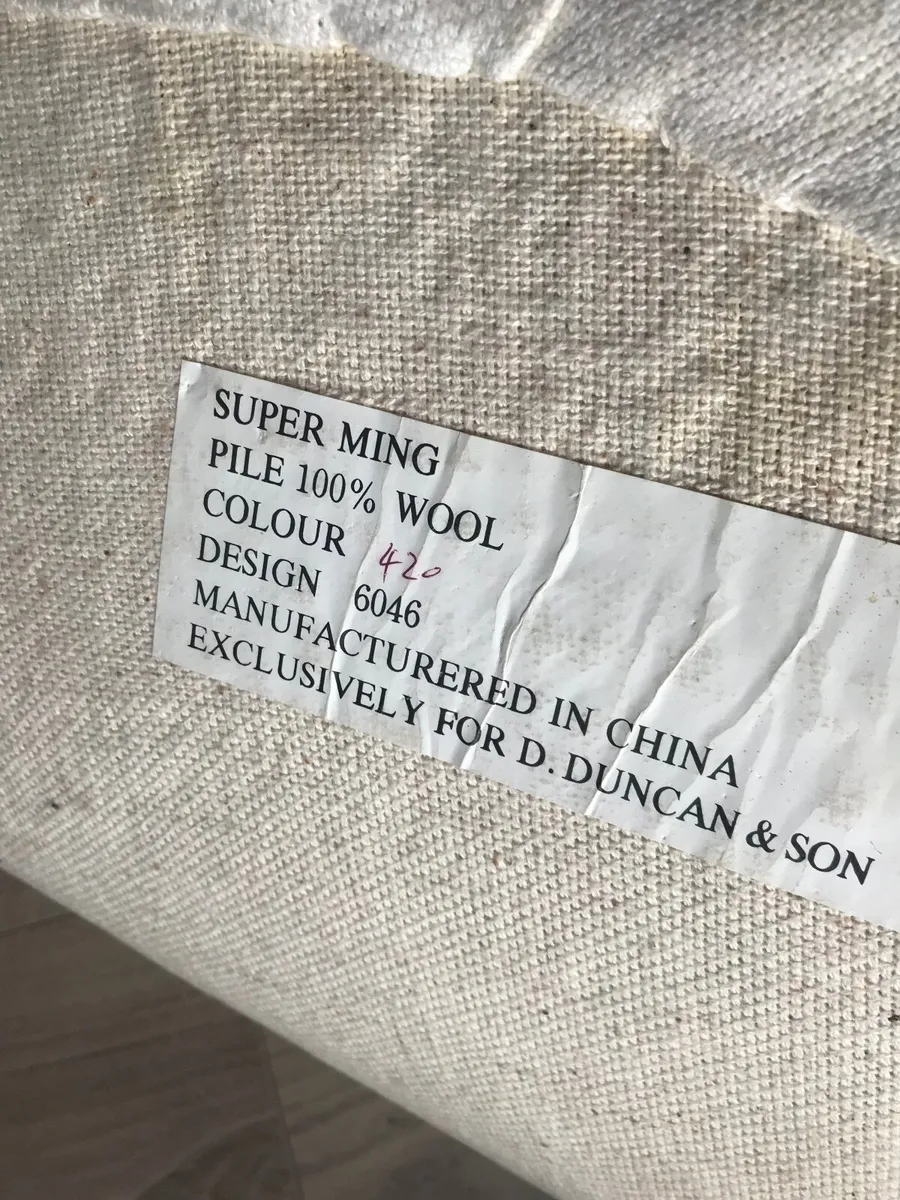 SUPER MING
PILE 100% WOOL
COLOUR 420
DESIGN 6046
MANUFACTURERED IN CHINA
EXCLUSIVELY FOR D. DUNCAN & SON